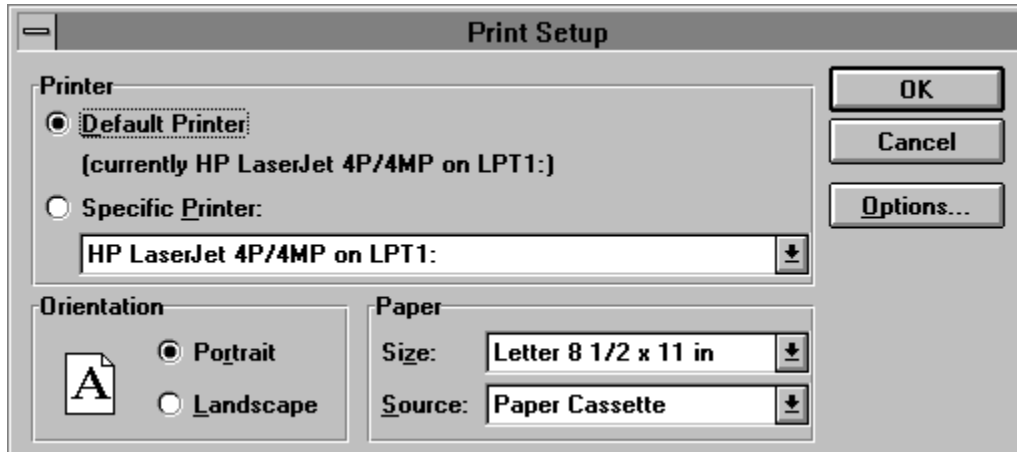 Print Setup
Printer
Default Printer
(currently HP LaserJet 4P/4MP on LPT1:)
Specific Printer:
HP LaserJet 4P/4MP on LPT1:
OK
Cancel
Options...
Orientation
A
Portrait
Landscape
Paper
Size: Letter 8 1/2 x 11 in
Source: Paper Cassette